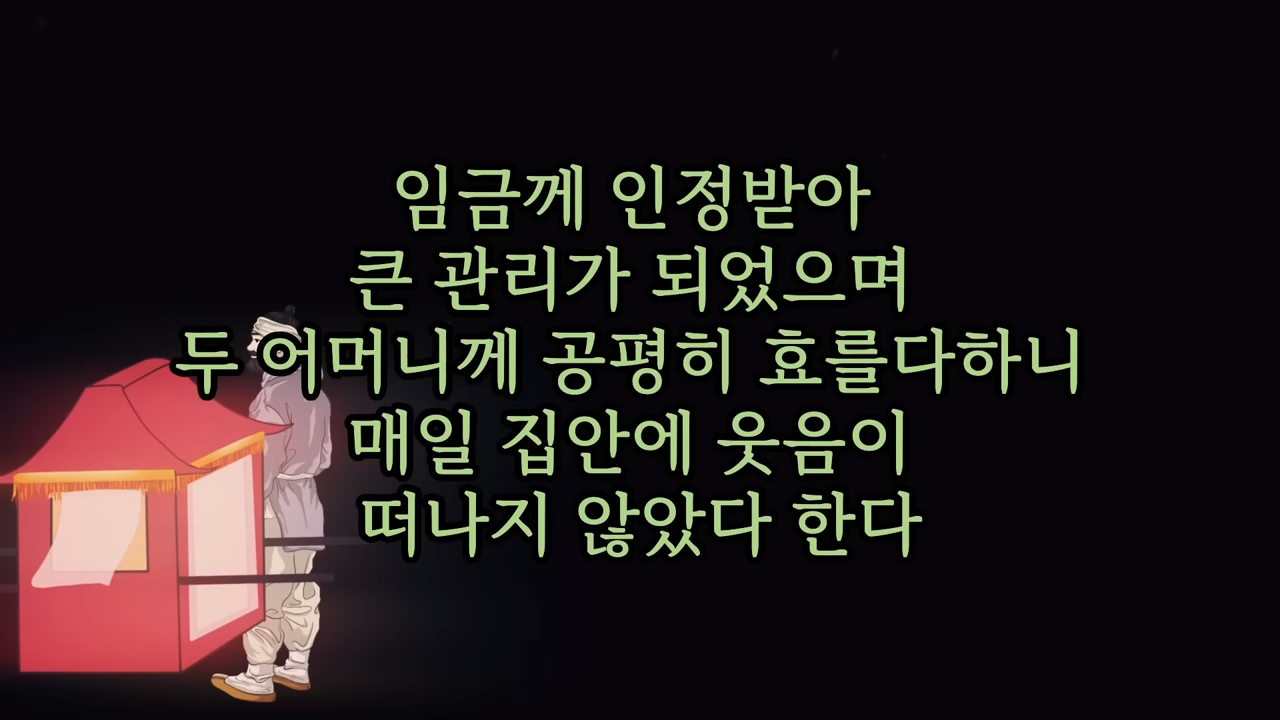 임금께 인정받아
큰 관리가 되었으며
두 어머니께 공평히 효를다하니
매일 집안에 웃음이
떠나지 않았다 한다